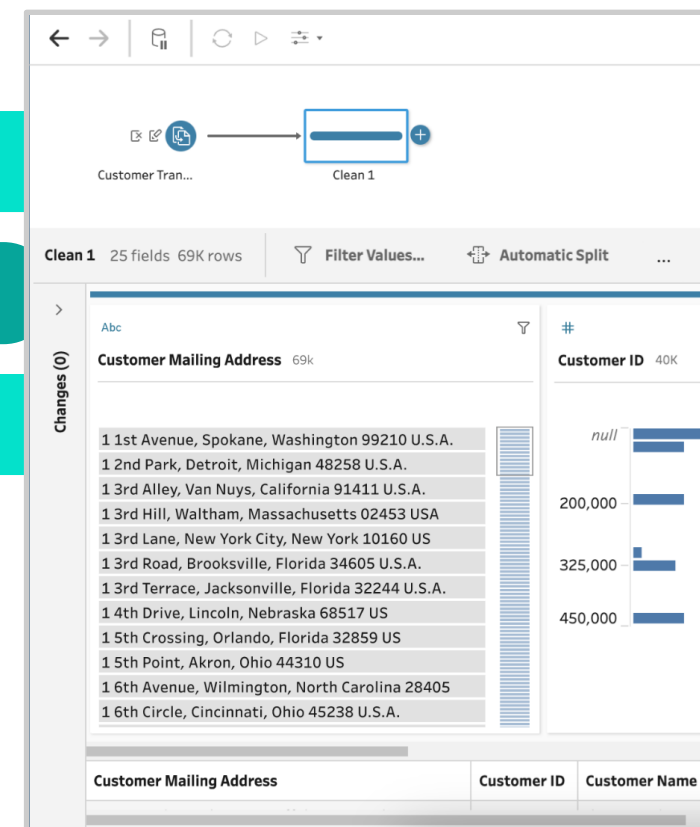 Customer Tran...
Clean 1
Clean 1 25 fields 69K rows Filter Values... Automatic Split ...
Changes (0)
Abc
Customer Mailing Address 69k
1 1st Avenue, Spokane, Washington 99210 U.S.A.
1 2nd Park, Detroit, Michigan 48258 U.S.A.
1 3rd Alley, Van Nuys, California 91411 U.S.A.
1 3rd Hill, Waltham, Massachusetts 02453 USA
1 3rd Lane, New York City, New York 10160 US
1 3rd Road, Brooksville, Florida 34605 U.S.A.
1 3rd Terrace, Jacksonville, Florida 32244 U.S.A.
1 4th Drive, Lincoln, Nebraska 68517 US
1 5th Crossing, Orlando, Florida 32859 US
1 5th Point, Akron, Ohio 44310 US
1 6th Avenue, Wilmington, North Carolina 28405
1 6th Circle, Cincinnati, Ohio 45238 U.S.A.
#
Customer ID 40K
null
200,000
325,000
450,000
Customer Mailing Address Customer ID Customer Name